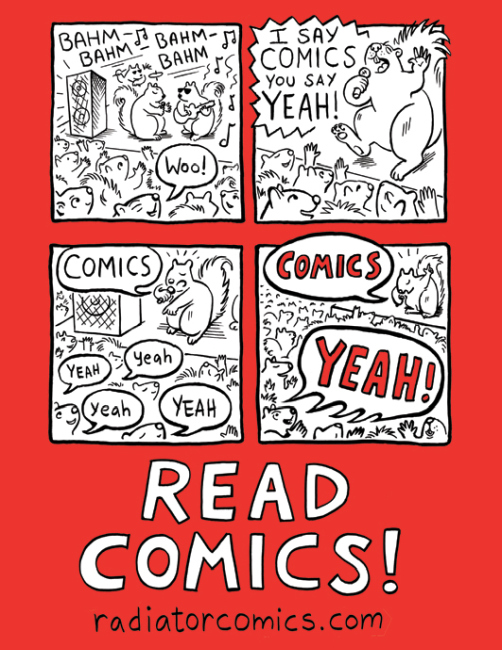 BAHM- BAHM-
BAHM- BAHM
Woo!
I SAY
COMICS
YOU SAY
YEAH!
COMICS
YEAH
yeah
yeah
YEAH
COMICS
YEAH!
READ
COMICS!
radiatorcomics.com